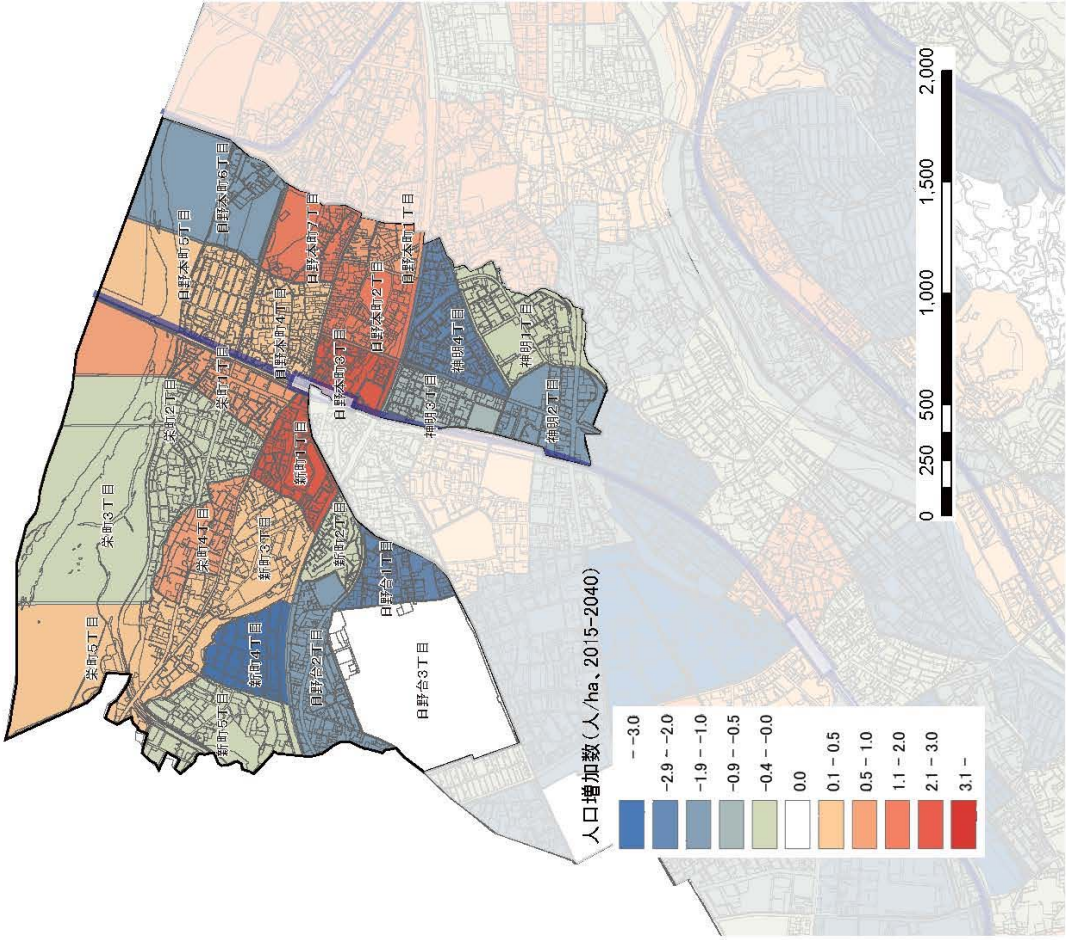 栄町5丁目
栄町3丁目
栄町2丁目
栄町1丁目
栄町4丁目
新町5丁目
新町4丁目
新町3丁目
新町1丁目
新町2丁目
日野台2丁目
日野台1丁目
日野台3丁目
日野本町5丁目
日野本町6丁目
日野本町4丁目
日野本町7丁目
日野本町3丁目
日野本町2丁目
日野本町1丁目
神明3丁目
神明4丁目
神明1丁目
神明2丁目
人口増加数(人/ha、2015-2040)
- -3.0
-2.9 - -2.0
-1.9 - -1.0
-0.9 - -0.5
-0.4 - -0.0
0.0
0.1 - 0.5
0.5 - 1.0
1.1 - 2.0
2.1 - 3.0
3.1 -
0 250 500 1,000 1,500 2,000